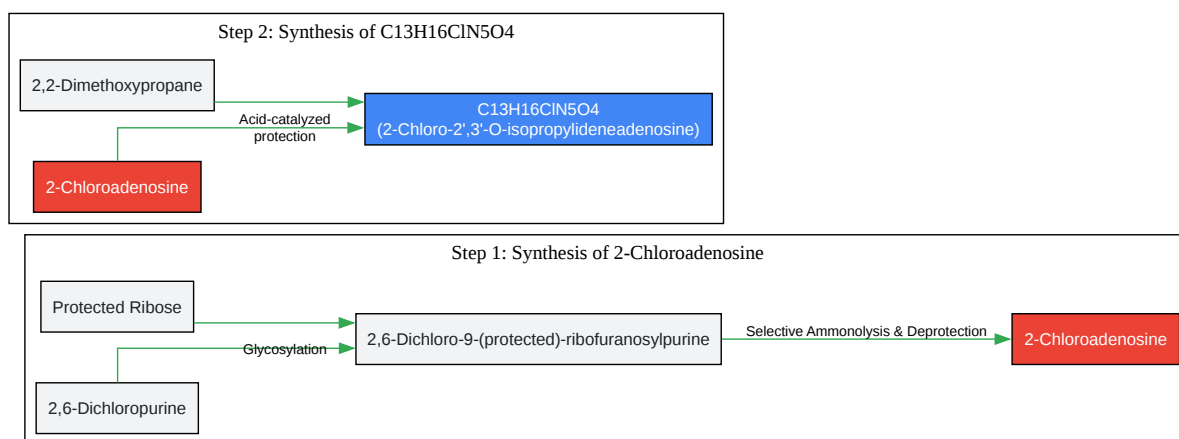 Step 2: Synthesis of C13H16ClN5O4
2,2-Dimethoxypropane
C13H16ClN5O4
(2-Chloro-2',3'-O-isopropylideneadenosine)
Acid-catalyzed
protection
2-Chloroadenosine
Step 1: Synthesis of 2-Chloroadenosine
Protected Ribose
2,6-Dichloro-9-(protected)-ribofuranosylpurine
Selective Ammonolysis & Deprotection
2-Chloroadenosine
Glycosylation
2,6-Dichloropurine